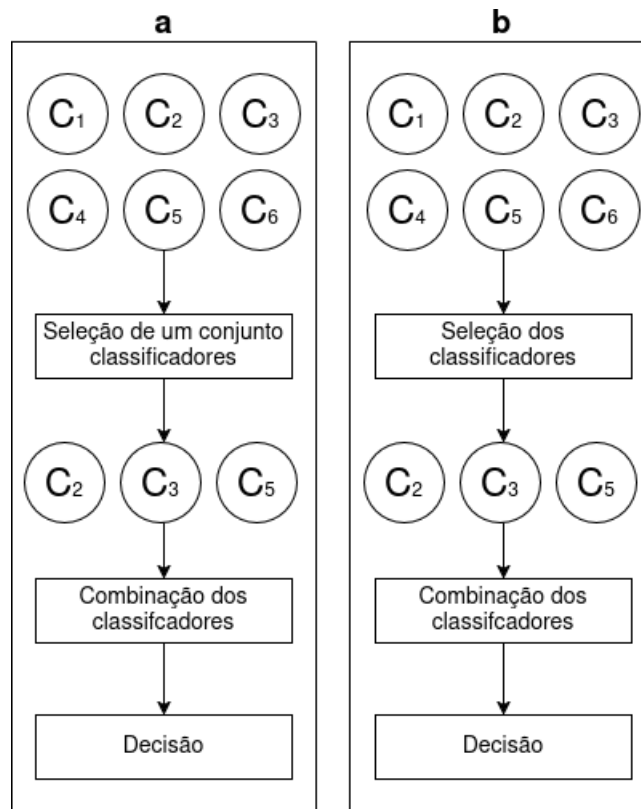 a
C1 C2 C3
C4 C5 C6
Seleção de um conjunto
classificadores
C2 C3 C5
Combinação dos
classifcadores
Decisão
b
C1 C2 C3
C4 C5 C6
Seleção dos
classificadores
C2 C3 C5
Combinação dos
classifcadores
Decisão